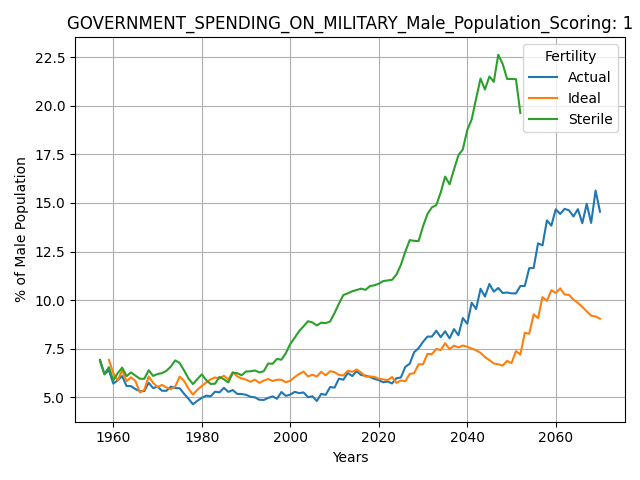 GOVERNMENT_SPENDING_ON_MILITARY_Male_Population_Scoring: 1
Fertility
Actual
Ideal
Sterile
% of Male Population
22.5
20.0
17.5
15.0
12.5
10.0
7.5
5.0
1960 1980 2000 2020 2040 2060
Years